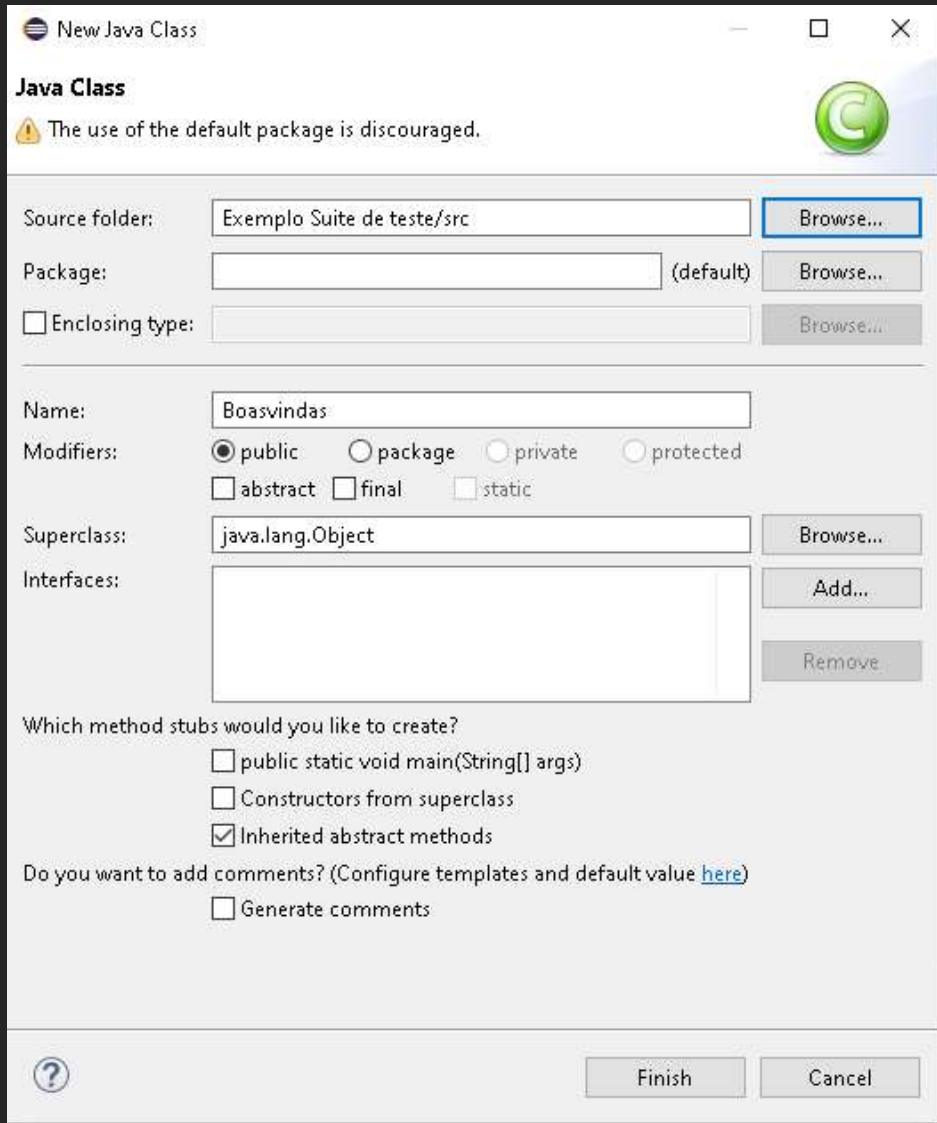 New Java Class
Java Class
The use of the default package is discouraged.
Source folder: Exemplo Suite de teste/src Browse...
Package: (default) Browse...
Enclosing type: Browse...
Name: Boasvindas
Modifiers: public package private protected
abstract final static
Superclass: java.lang.Object Browse...
Interfaces: Add...
Remove
Which method stubs would you like to create?
public static void main(String[] args)
Constructors from superclass
Inherited abstract methods
Do you want to add comments? (Configure templates and default value here)
Generate comments
Finish Cancel